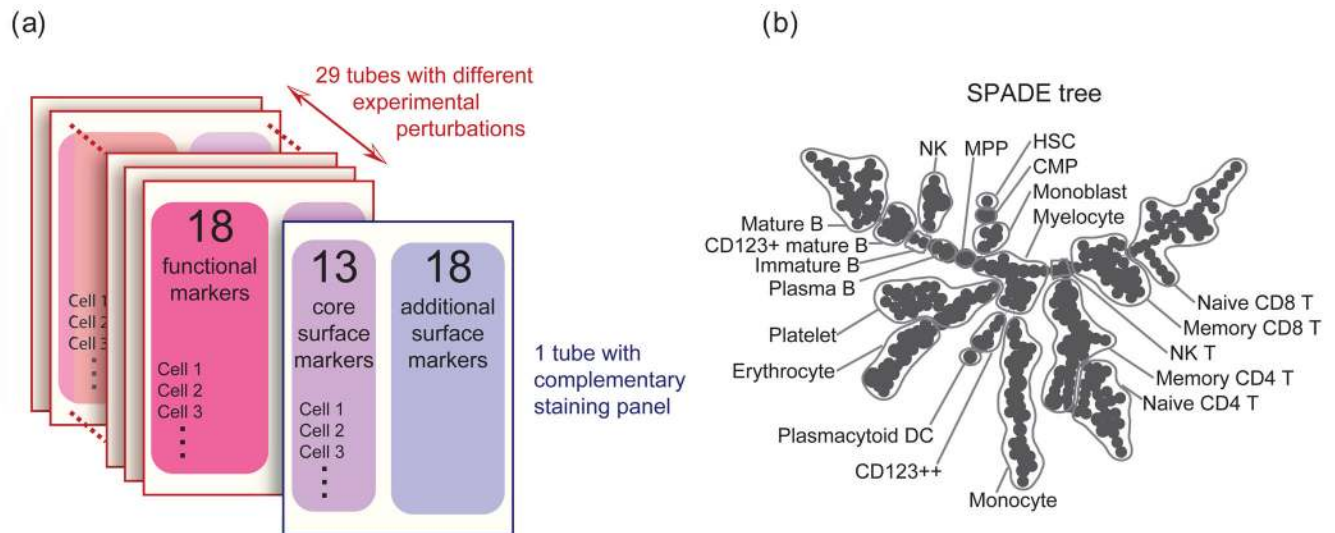 (a)
29 tubes with different
experimental
perturbations
18
functional
markers
Cell 1
Cell 2
Cell 3
Cell 1
Cell 2
Cell 3
13
core
surface
markers
Cell 1
Cell 2
Cell 3
18
additional
surface
markers
1 tube with
complementary
staining panel
(b)
SPADE tree
NK
MPP
HSC
CMP
Monoblast
Myelocyte
Mature B
CD123+ mature B
Immature B
Plasma B
Platelet
Erythrocyte
Plasmacytoid DC
CD123++
Monocyte
Naive CD8 T
Memory CD8 T
NK T
Memory CD4 T
Naive CD4 T